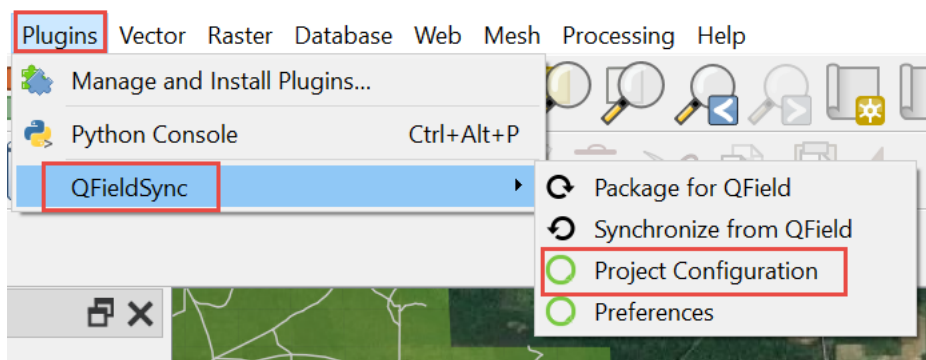 Plugins Vector Raster Database Web Mesh Processing Help
Manage and Install Plugins...
Python Console Ctrl+Alt+P
QFieldSync
Package for QField
Synchronize from QField
Project Configuration
Preferences